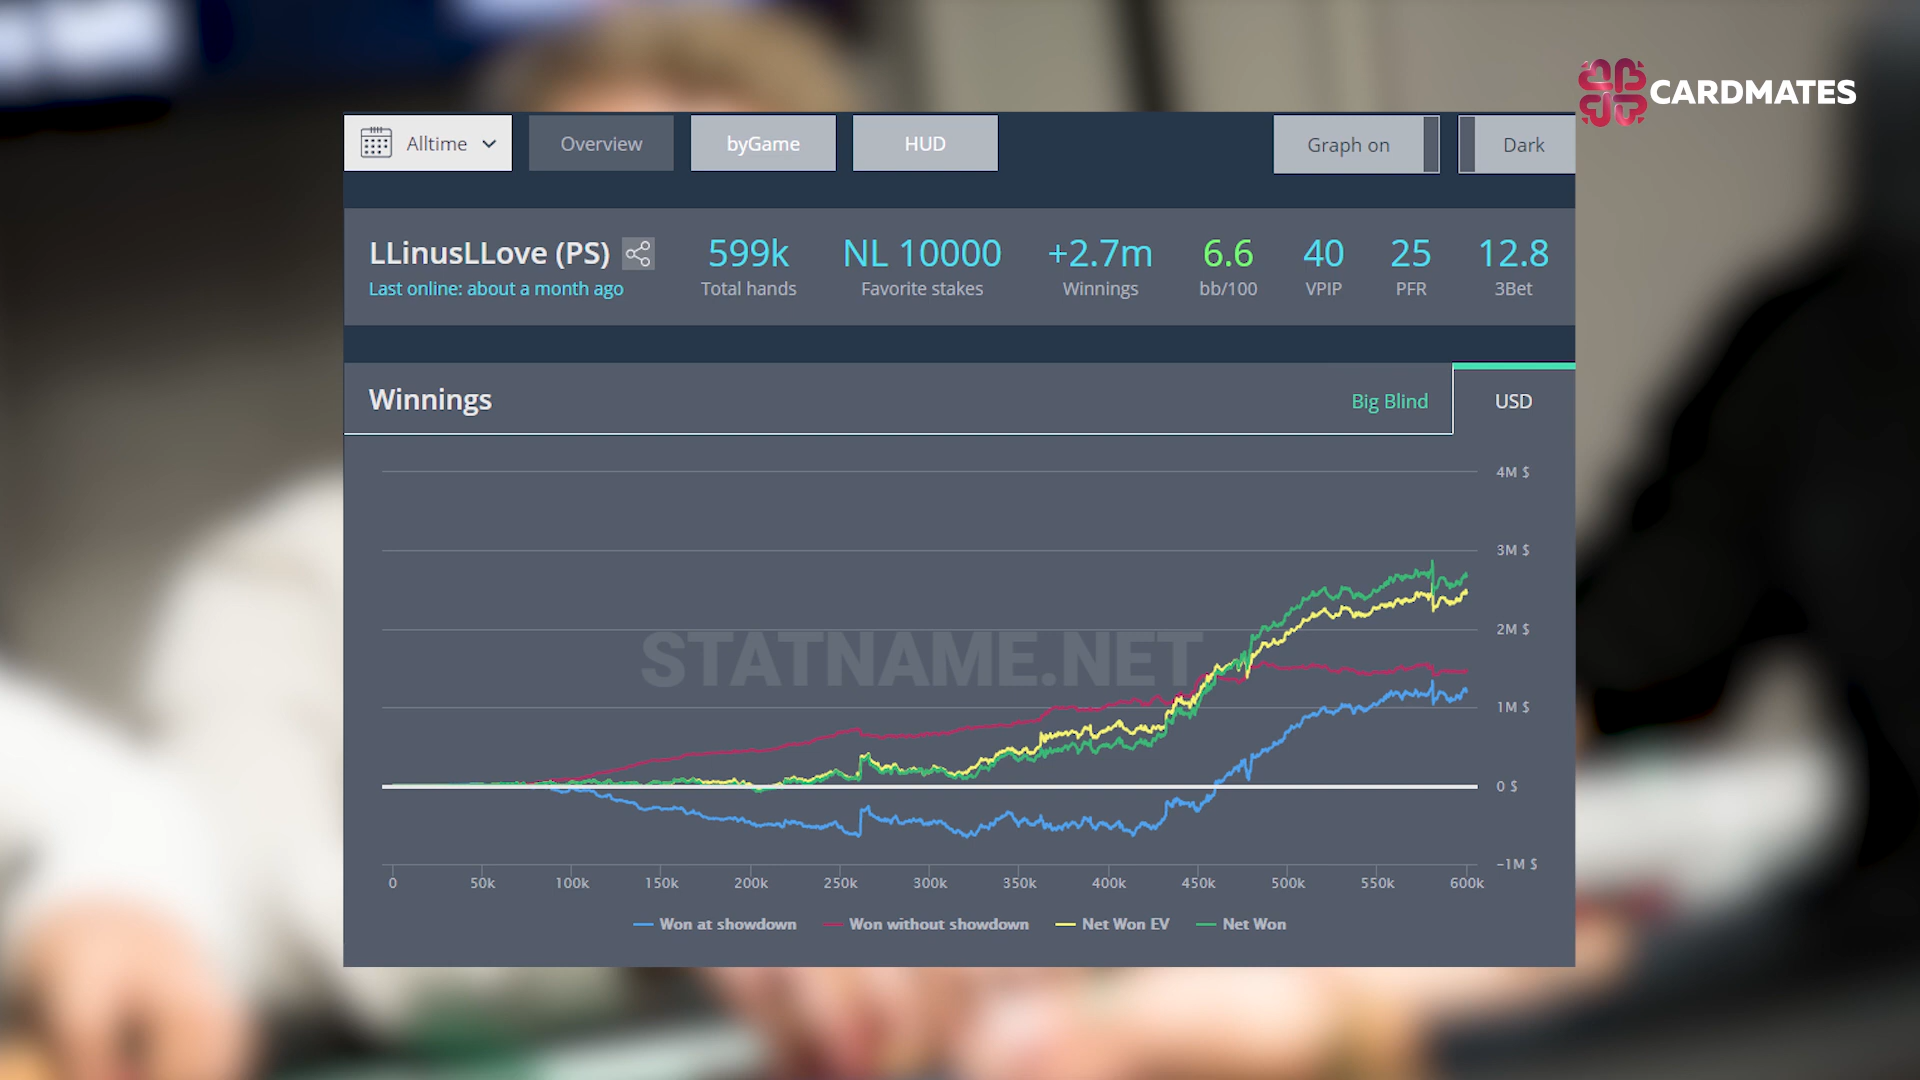 CARDMATES
Alltime
Overview
byGame
HUD
Graph on
Dark
LLinusLLove (PS)
599k
NL 10000
+2.7m
6.6
40
25
12.8
Last online: about a month ago
Total hands
Favorite stakes
Winnings
bb/100
VPIP
PFR
3Bet
Winnings
Big Blind
USD
4M $
3M $
2M $
1M $
0 $
-1M $
STATNAME.NET
0
50k
100k
150k
200k
250k
300k
350k
400k
450k
500k
550k
600k
Won at showdown
Won without showdown
Net Won EV
Net Won